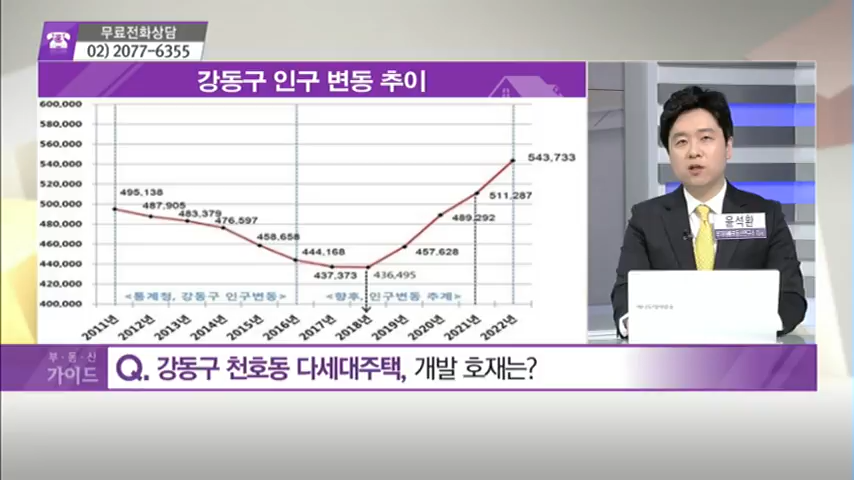 무료전화상담
02) 2077-6355
강동구 인구 변동 추이
600,000
580,000
560,000
540,000
520,000
500,000
480,000
460,000
440,000
420,000
400,000
495,138
487,905
483,379
476,597
458,658
444,168
437,373
436,495
457,628
489,292
511,287
543,733
<통계청, 강동구 인구변동>
<향후, 인구변동 추계>
2011년
2012년
2013년
2014년
2015년
2016년
2017년
2018년
2019년
2020년
2021년
2022년
윤석환
부·동·산
가이드
Q. 강동구 천호동 다세대주택, 개발 호재는?